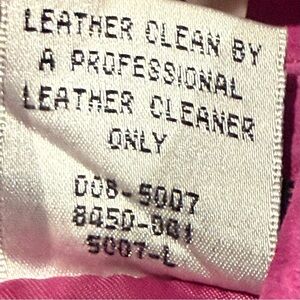 LEATHER CLEAN BY
A PROFESSIONAL
LEATHER CLEANER
ONLY
008-5007
8450-001
5007-L